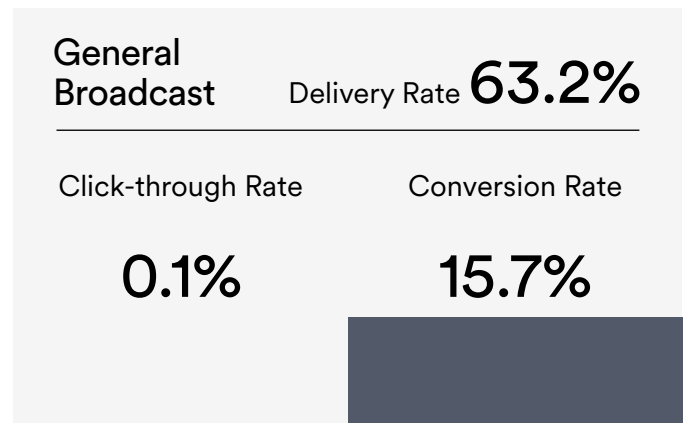 General
Broadcast
Delivery Rate 63.2%
Click-through Rate
Conversion Rate
0.1%
15.7%